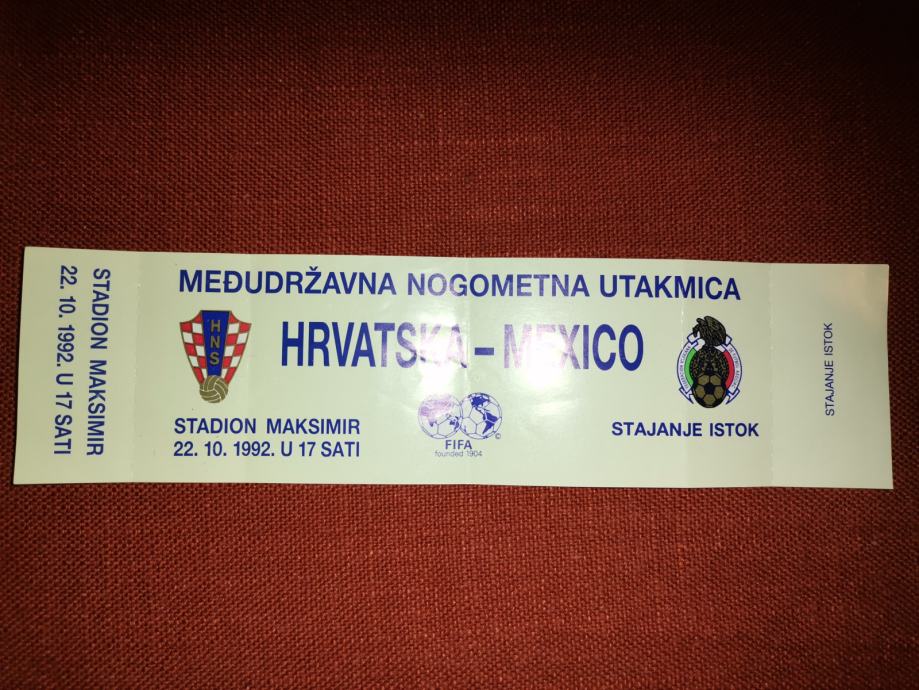 STADION MAKSIMIR
22. 10. 1992. U 17 SATI
MEĐUDRŽAVNA NOGOMETNA UTAKMICA
HNS
HRVATSKA – MEXICO
STADION MAKSIMIR
22. 10. 1992. U 17 SATI
©
FIFA
founded 1904
STAJANJE ISTOK
STAJANJE ISTOK